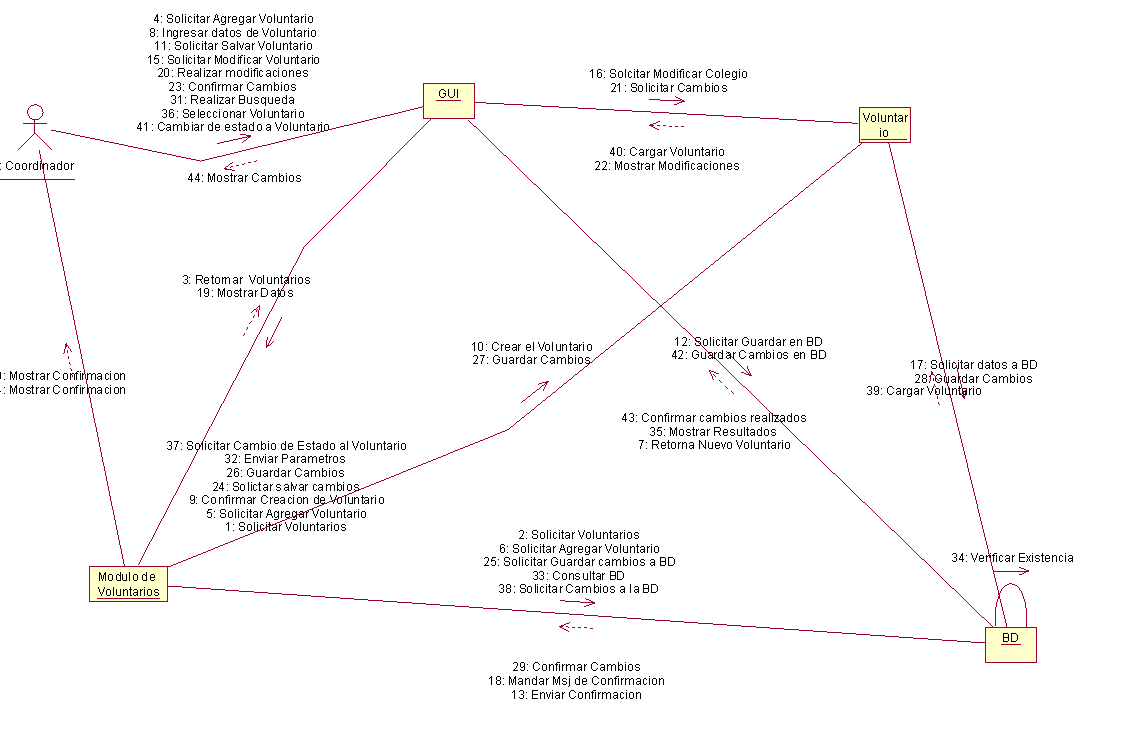 4: Solicitar Agregar Voluntario
8: Ingresar datos de Voluntario
11: Solicitar Salvar Voluntario
15: Solicitar Modificar Voluntario
20: Realizar modificaciones
23: Confirmar Cambios
31: Realizar Busqueda
36: Seleccionar Voluntario
41: Cambiar de estado a Voluntario
44: Mostrar Cambios
: Coordinador
GUI
16: Solcitar Modificar Colegio
21: Solicitar Cambios
40: Cargar Voluntario
22: Mostrar Modificaciones
Voluntar
io
3: Retornar Voluntarios
19: Mostrar Datos
10: Crear el Voluntario
27: Guardar Cambios
12: Solicitar Guardar en BD
42: Guardar Cambios en BD
17: Solicitar datos a BD
28: Guardar Cambios
39: Cargar Voluntario
: Mostrar Confirmacion
: Mostrar Confirmacion
43: Confirmar cambios realizados
35: Mostrar Resultados
7: Retorna Nuevo Voluntario
37: Solicitar Cambio de Estado al Voluntario
32: Enviar Parametros
26: Guardar Cambios
24: Solictar salvar cambios
9: Confirmar Creacion de Voluntario
5: Solicitar Agregar Voluntario
1: Solicitar Voluntarios
2: Solicitar Voluntarios
6: Solicitar Agregar Voluntario
25: Solicitar Guardar cambios a BD
33: Consultar BD
38: Solicitar Cambios a la BD
34: Verificar Existencia
Modulo de
Voluntarios
BD
29: Confirmar Cambios
18: Mandar Msj de Confirmacion
13: Enviar Confirmacion